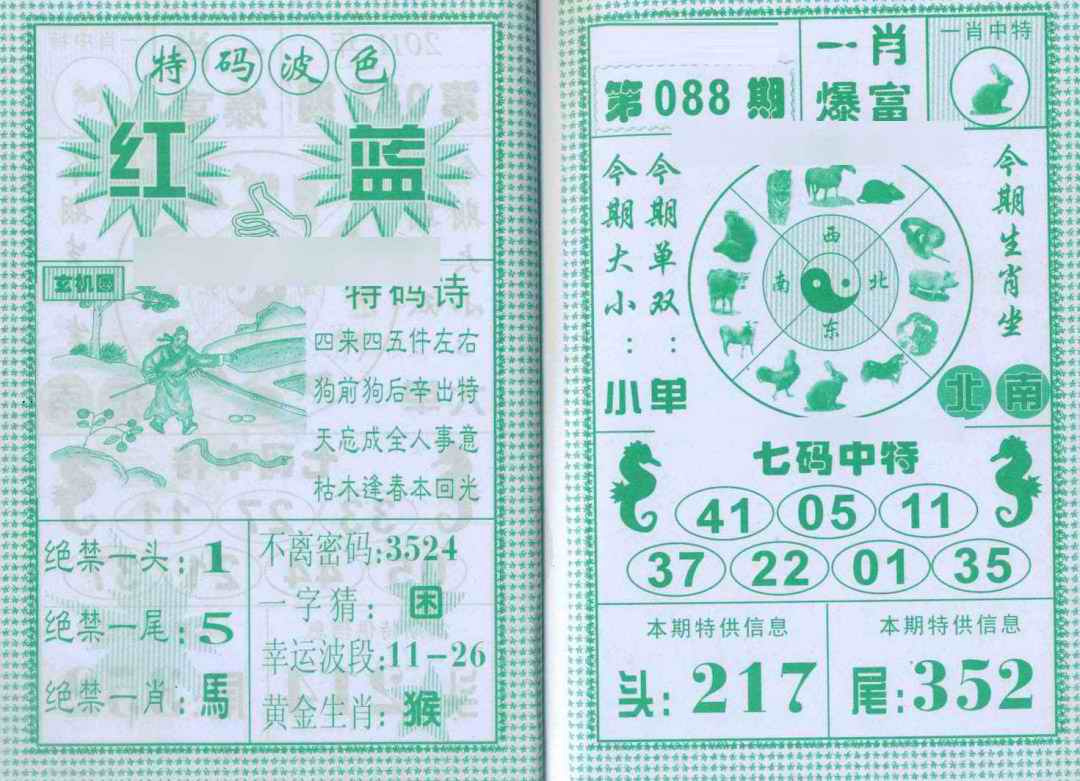 特码波色
红 蓝
玄机图
特码诗
四来四五件左右
狗前狗后辛出特
天忘成全人事意
枯木逢春本回光
绝禁一头:1
绝禁一尾:5
绝禁一肖:馬
不离密码:3524
一字猜:困
幸运波段:11-26
黄金生肖:猴
第088期
一肖
爆富
一肖中特
今期大小:小
今期单双:单
西
南 北
东
今期生肖坐
北南
七码中特
41 05 11
37 22 01 35
本期特供信息
头:217
本期特供信息
尾:352